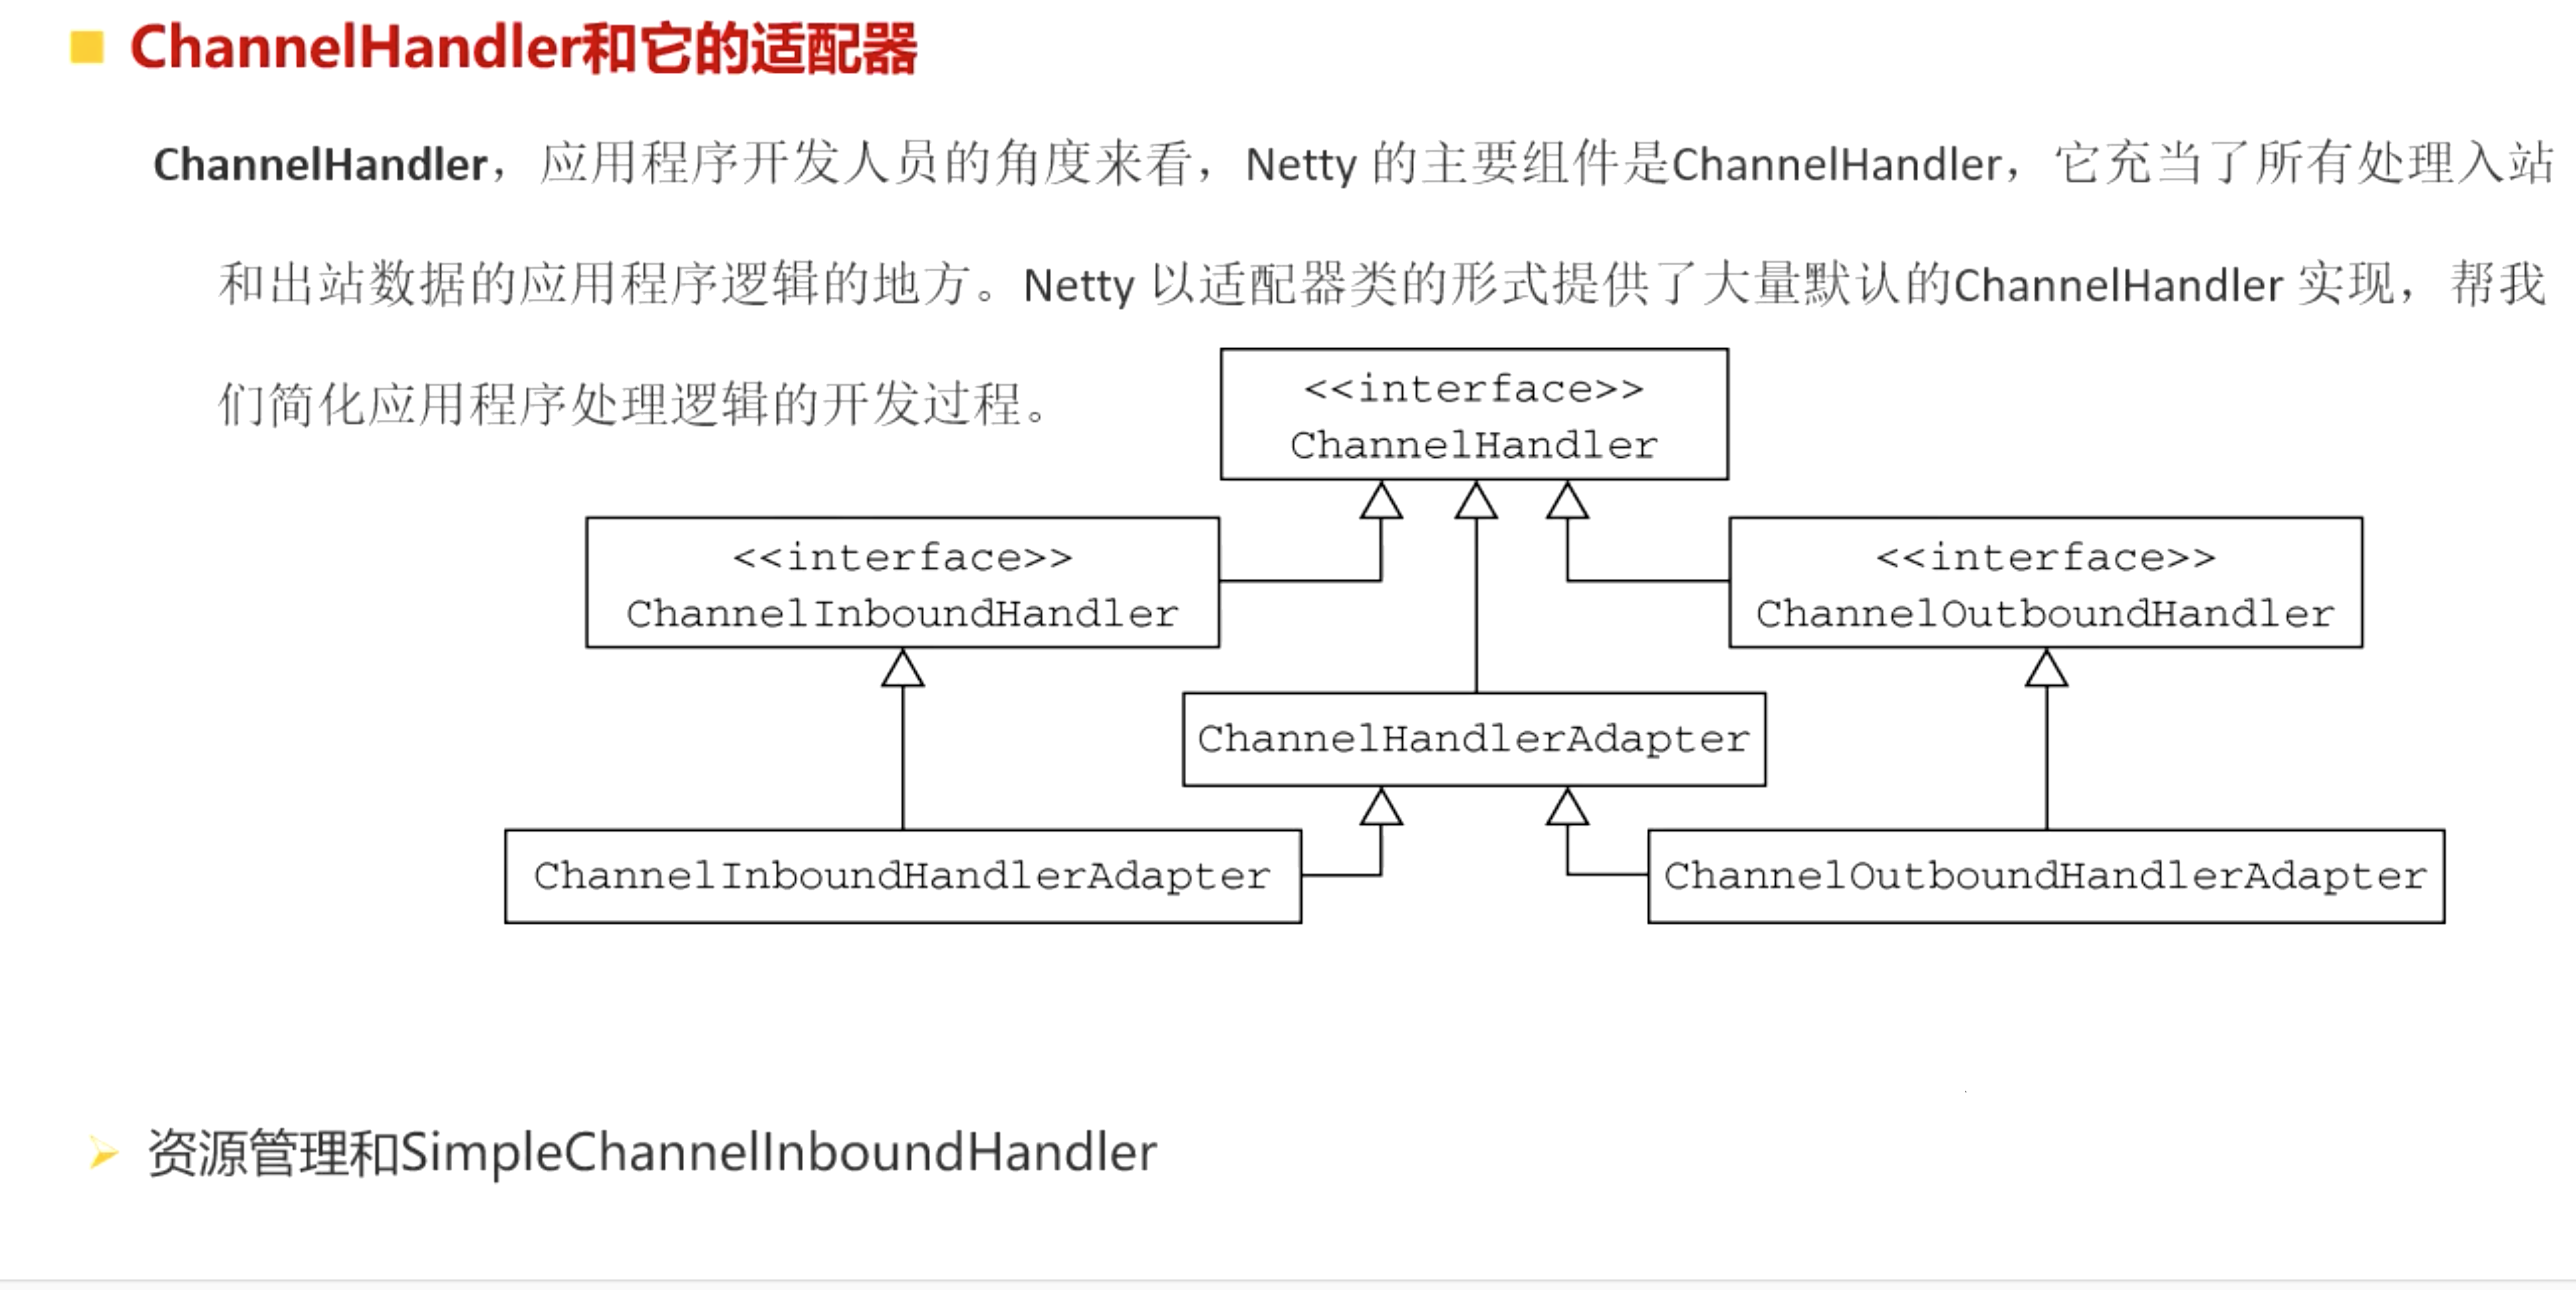 ChannelHandler和它的适配器
ChannelHandler，应用程序开发人员的角度来看，Netty 的主要组件是ChannelHandler，它充当了所有处理入站
和出站数据的应用程序逻辑的地方。Netty 以适配器类的形式提供了大量默认的ChannelHandler 实现，帮我
们简化应用程序处理逻辑的开发过程。
<<interface>>
ChannelHandler
<<interface>>
ChannelInboundHandler
<<interface>>
ChannelOutboundHandler
ChannelHandlerAdapter
ChannelInboundHandlerAdapter
ChannelOutboundHandlerAdapter
资源管理和SimpleChannelInboundHandler